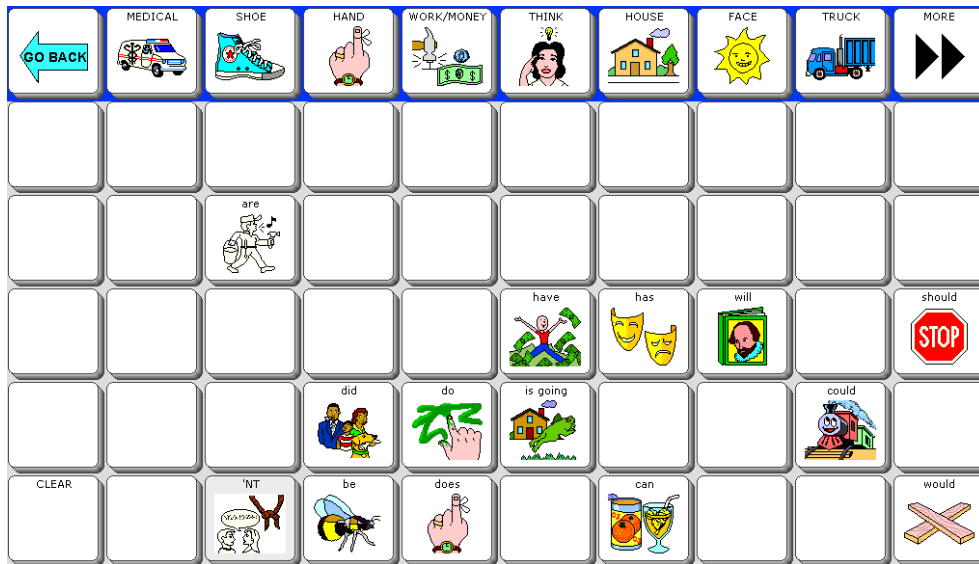 GO BACK
MEDICAL
SHOE
HAND
WORK/MONEY
THINK
HOUSE
FACE
TRUCK
MORE
are
have
has
will
should
STOP
did
do
is going
could
CLEAR
'NT
be
does
can
would